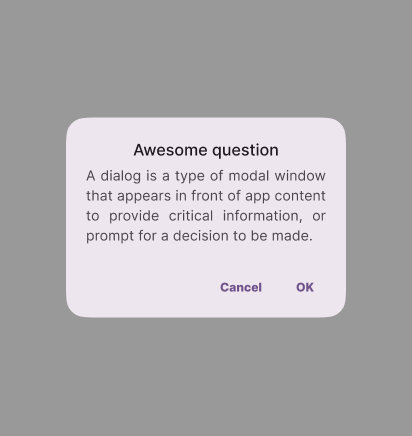 Awesome question
A dialog is a type of modal window
that appears in front of app content
to provide critical information, or
prompt for a decision to be made.
Cancel OK